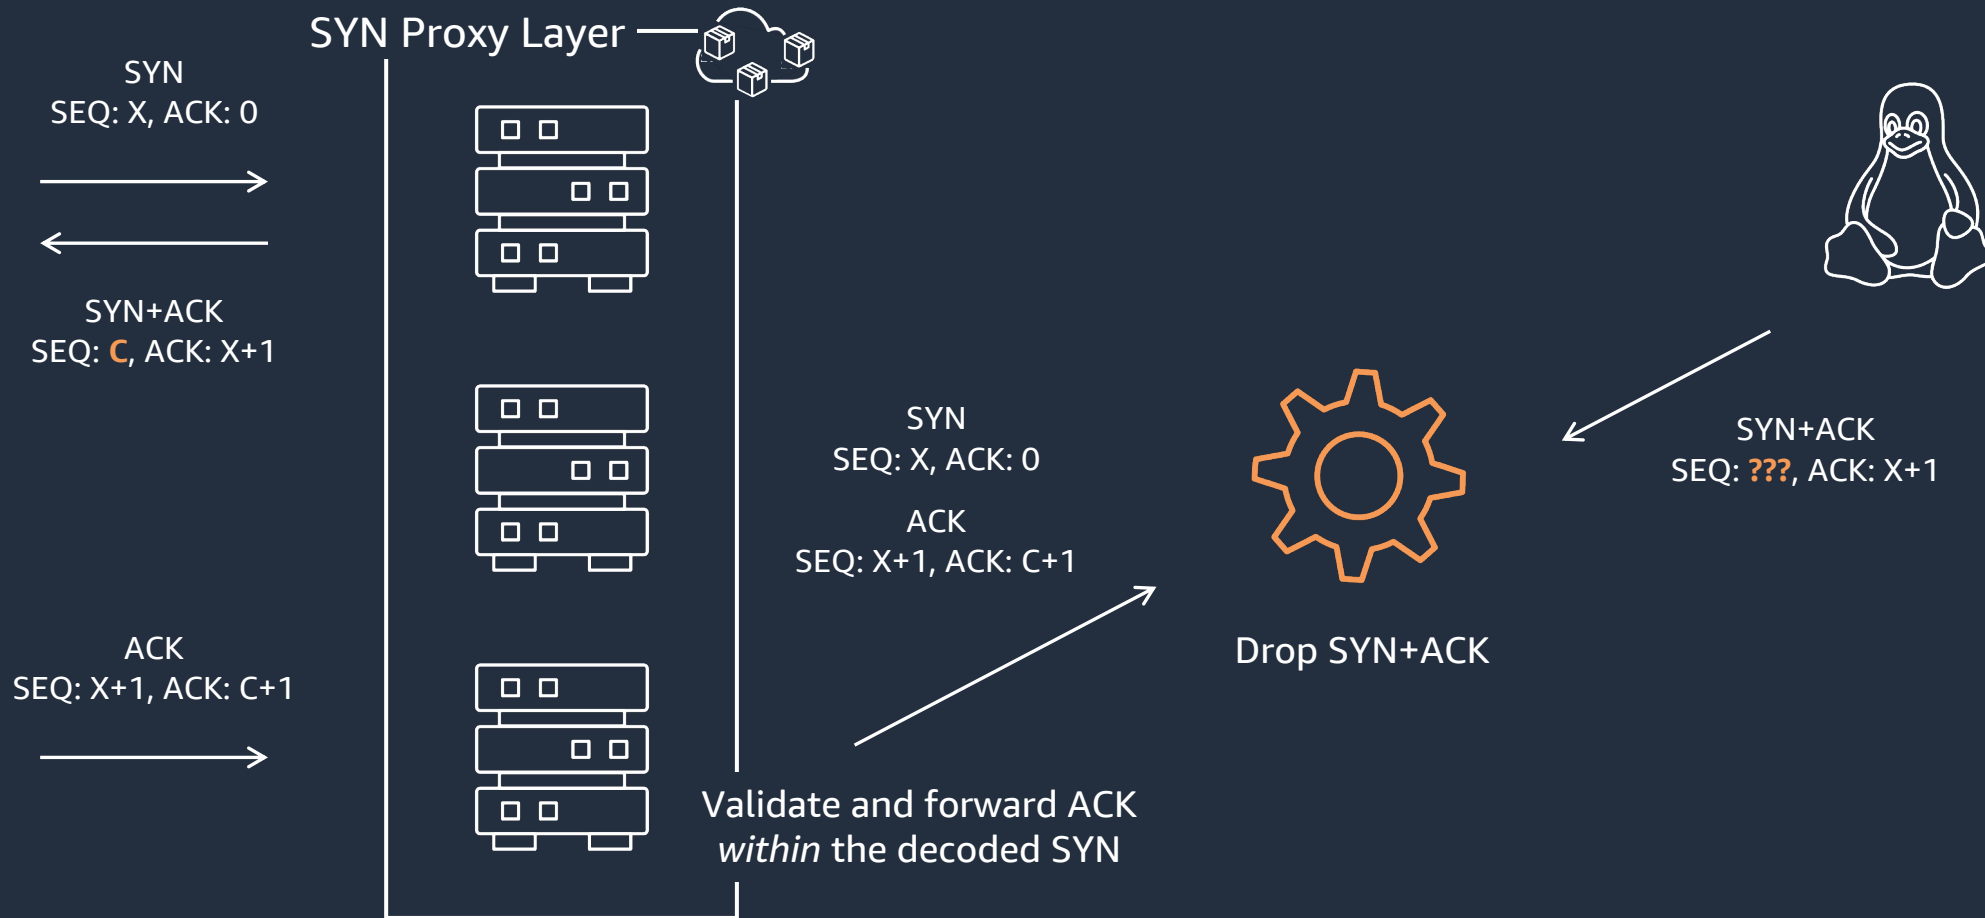 SYN Proxy Layer
SYN
SEQ: X, ACK: 0
SYN+ACK
SEQ: C, ACK: X+1
ACK
SEQ: X+1, ACK: C+1
SYN
SEQ: X, ACK: 0
ACK
SEQ: X+1, ACK: C+1
Validate and forward ACK
within the decoded SYN
Drop SYN+ACK
SYN+ACK
SEQ: ???, ACK: X+1